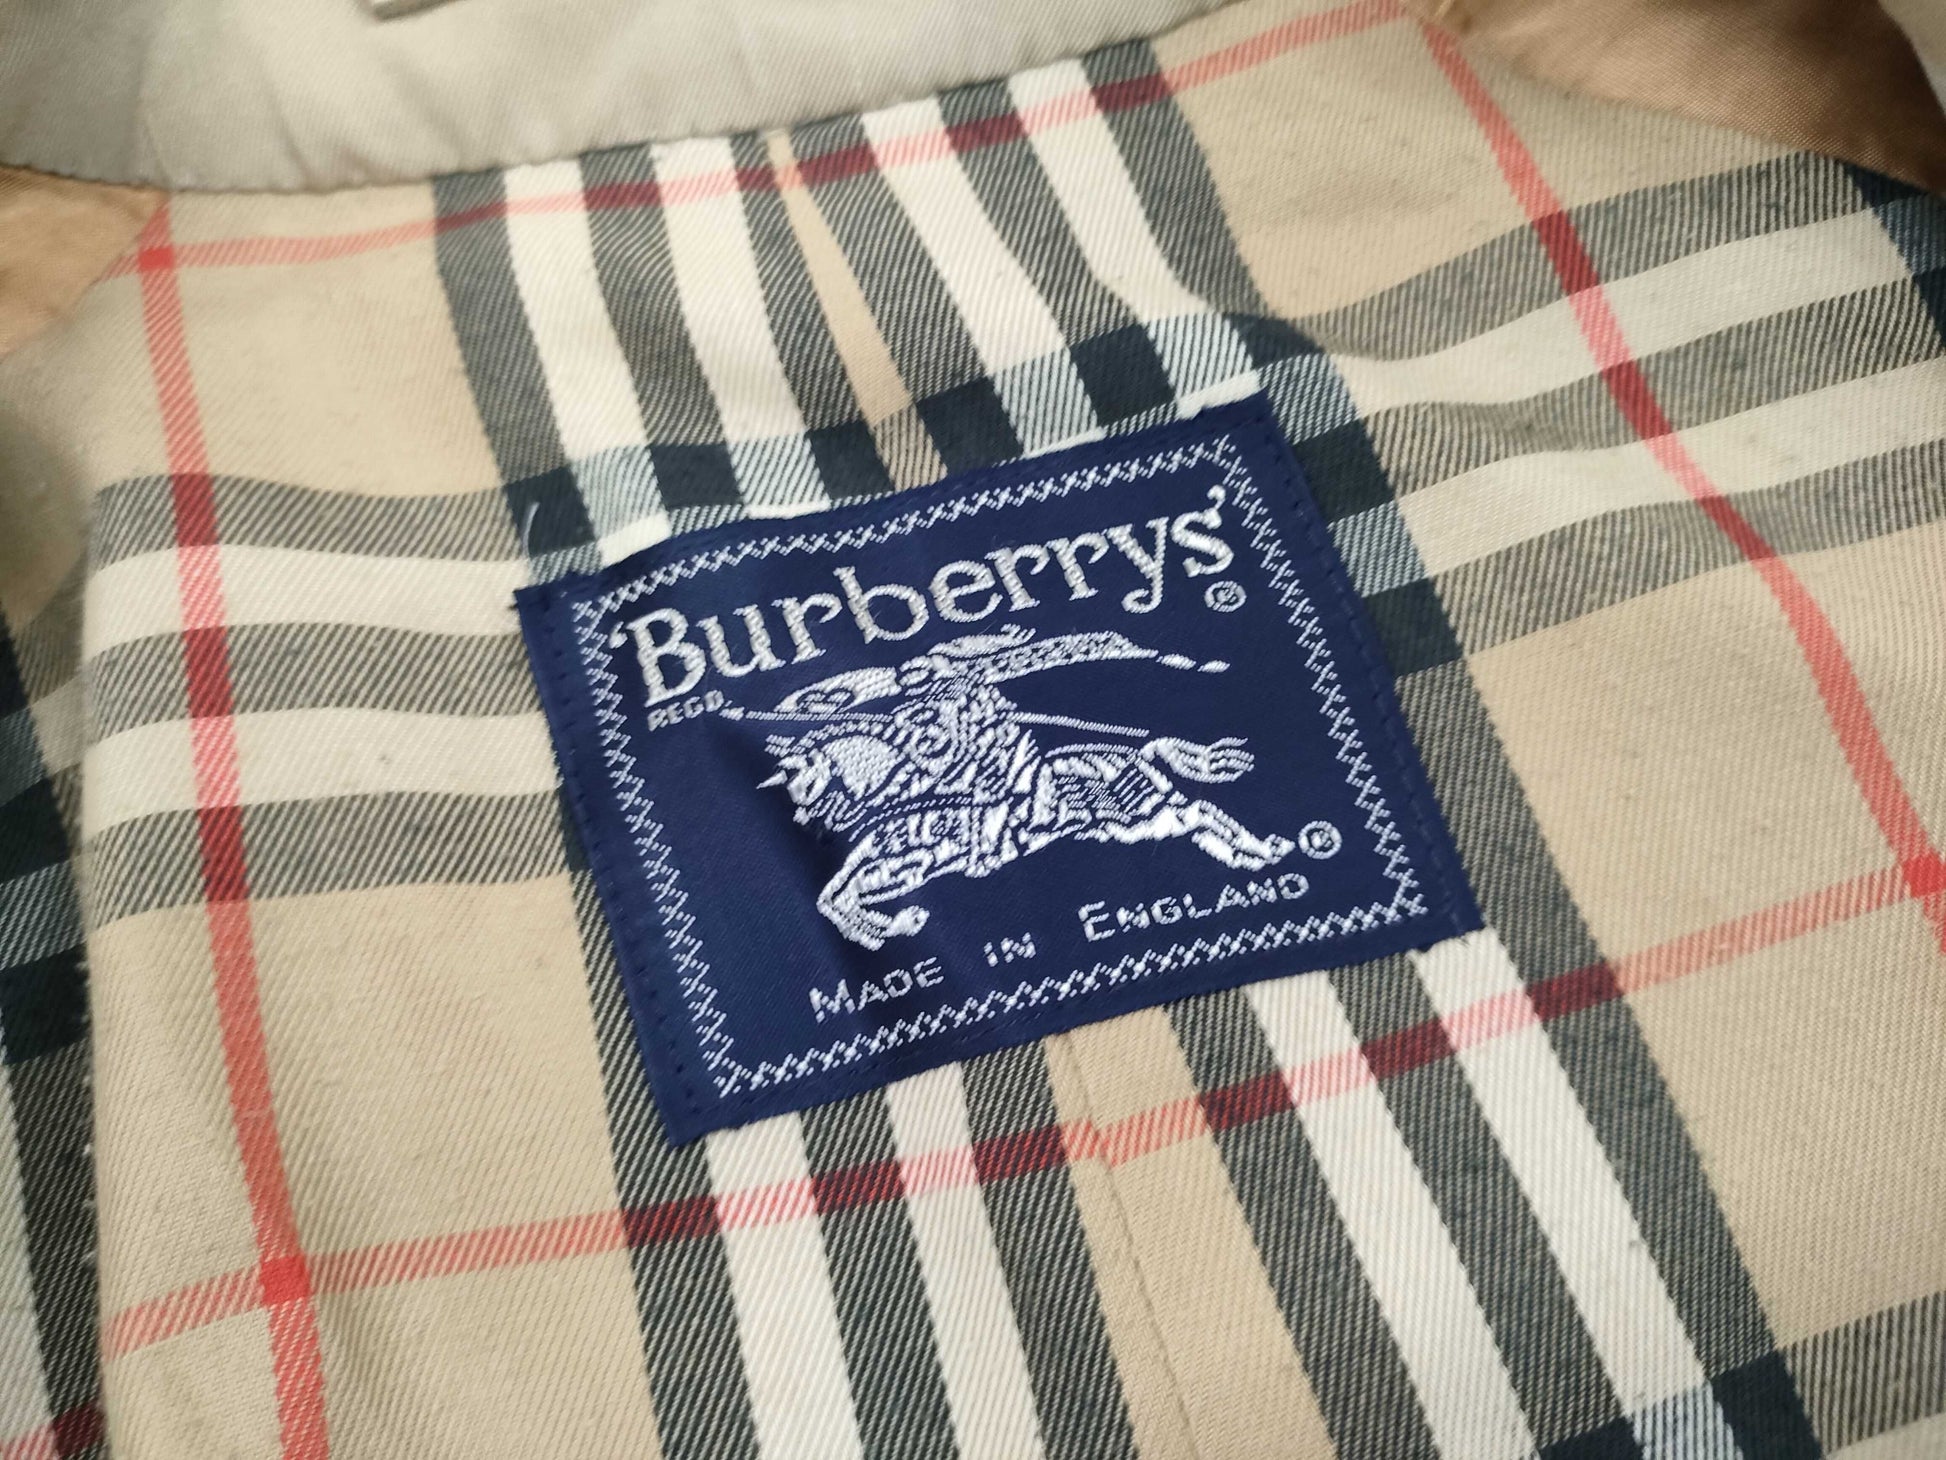 'Burberrys'®
REGD.
®
MADE IN ENGLAND